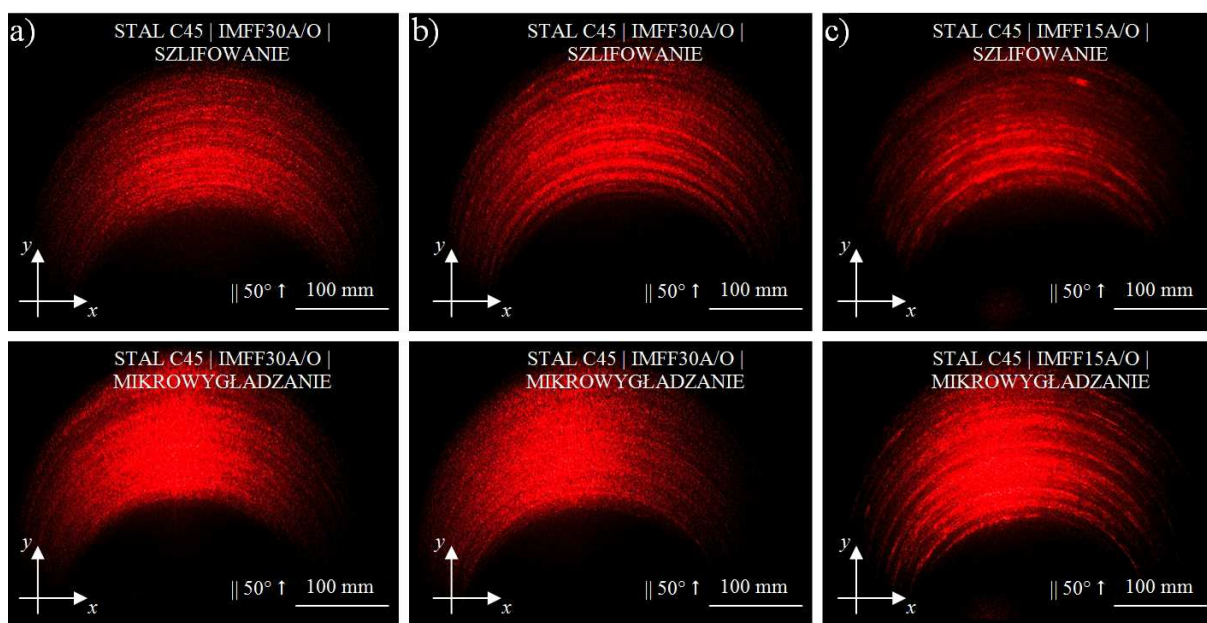 a)
STAL C45 | IMFF30A/O |
SZLIFOWANIE
y
x
|| 50° ↑ 100 mm
b)
STAL C45 | IMFF30A/O |
SZLIFOWANIE
y
x
|| 50° ↑ 100 mm
c)
STAL C45 | IMFF15A/O |
SZLIFOWANIE
y
x
|| 50° ↑ 100 mm
STAL C45 | IMFF30A/O |
MIKROWYGŁADZANIE
y
x
|| 50° ↑ 100 mm
STAL C45 | IMFF30A/O |
MIKROWYGŁADZANIE
y
x
|| 50° ↑ 100 mm
STAL C45 | IMFF15A/O |
MIKROWYGŁADZANIE
y
x
|| 50° ↑ 100 mm